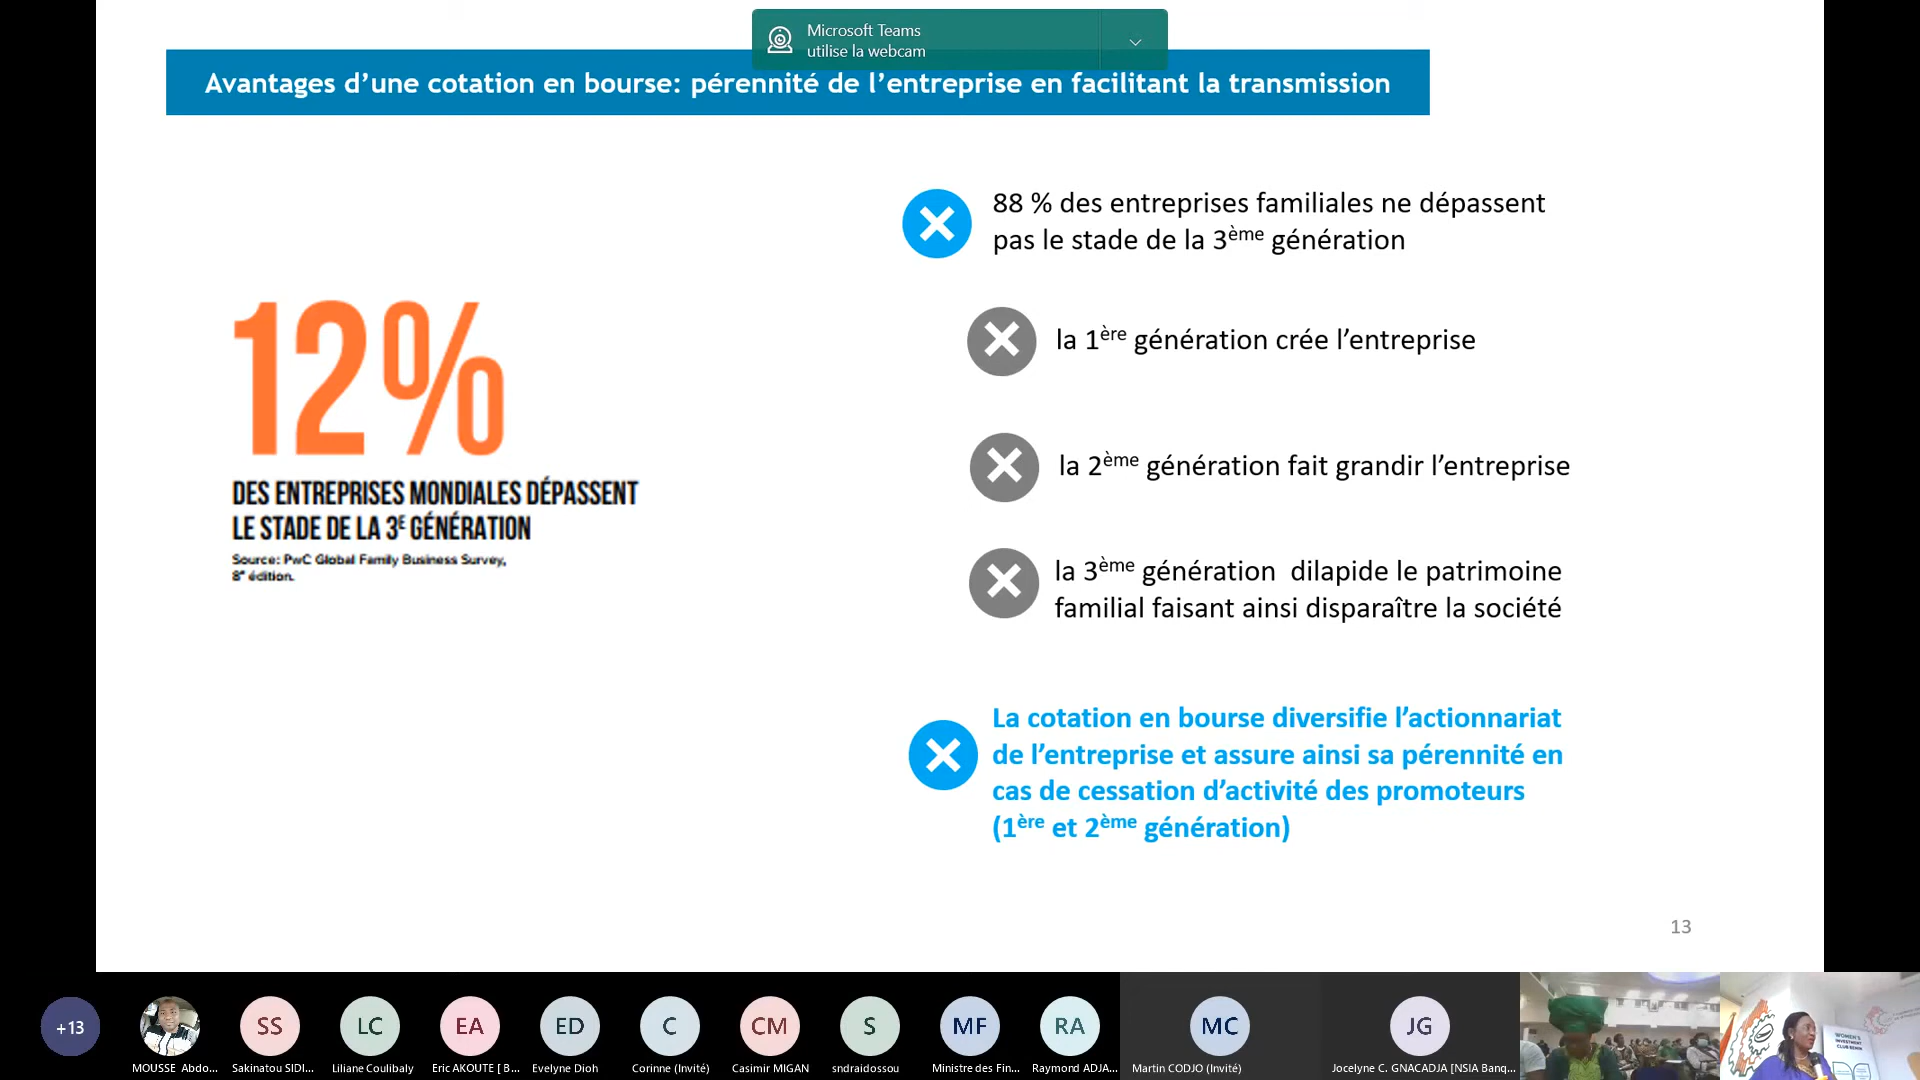 Microsoft Teams
utilise la webcam
Avantages d’une cotation en bourse: pérennité de l’entreprise en facilitant la transmission
12%
DES ENTREPRISES MONDIALES DÉPASSENT
LE STADE DE LA 3E GÉNÉRATION
Source: PwC Global Family Business Survey,
8e édition.
88 % des entreprises familiales ne dépassent
pas le stade de la 3ème génération
la 1ère génération crée l’entreprise
la 2ème génération fait grandir l’entreprise
la 3ème génération dilapide le patrimoine
familial faisant ainsi disparaître la société
La cotation en bourse diversifie l’actionnariat
de l’entreprise et assure ainsi sa pérennité en
cas de cessation d’activité des promoteurs
(1ère et 2ème génération)
13
+13
SS
LC
EA
ED
C
CM
S
MF
RA
MC
JG
MOUSSE Abdo...
Sakinatou SIDI...
Liliane Coulibaly
Eric AKOUTE [ B...
Evelyne Dioh
Corinne (Invité)
Casimir MIGAN
sndraidossou
Ministre des Fin...
Raymond ADJA...
Martin CODJO (Invité)
Jocelyne C. GNACADJA [NSIA Banq...
WOMEN'S
INVESTMENT
CLUB BENIN